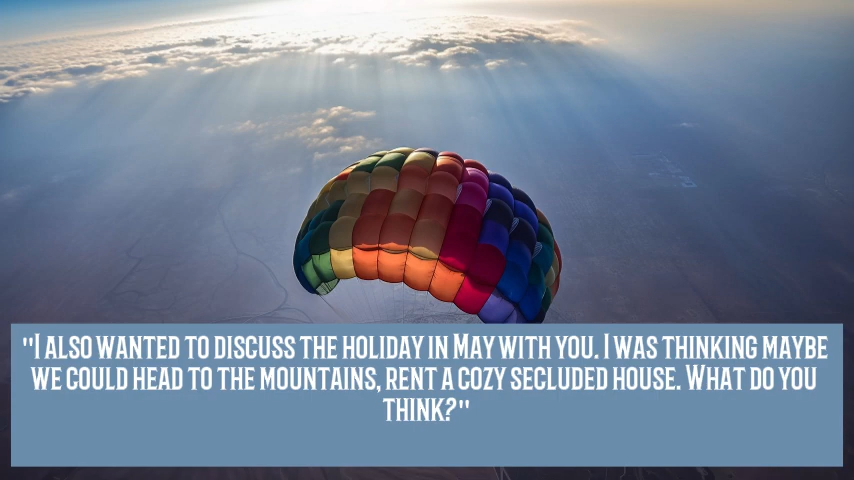 "I also wanted to discuss the holiday in May with you. I was thinking maybe
we could head to the mountains, rent a cozy secluded house. What do you
think?"